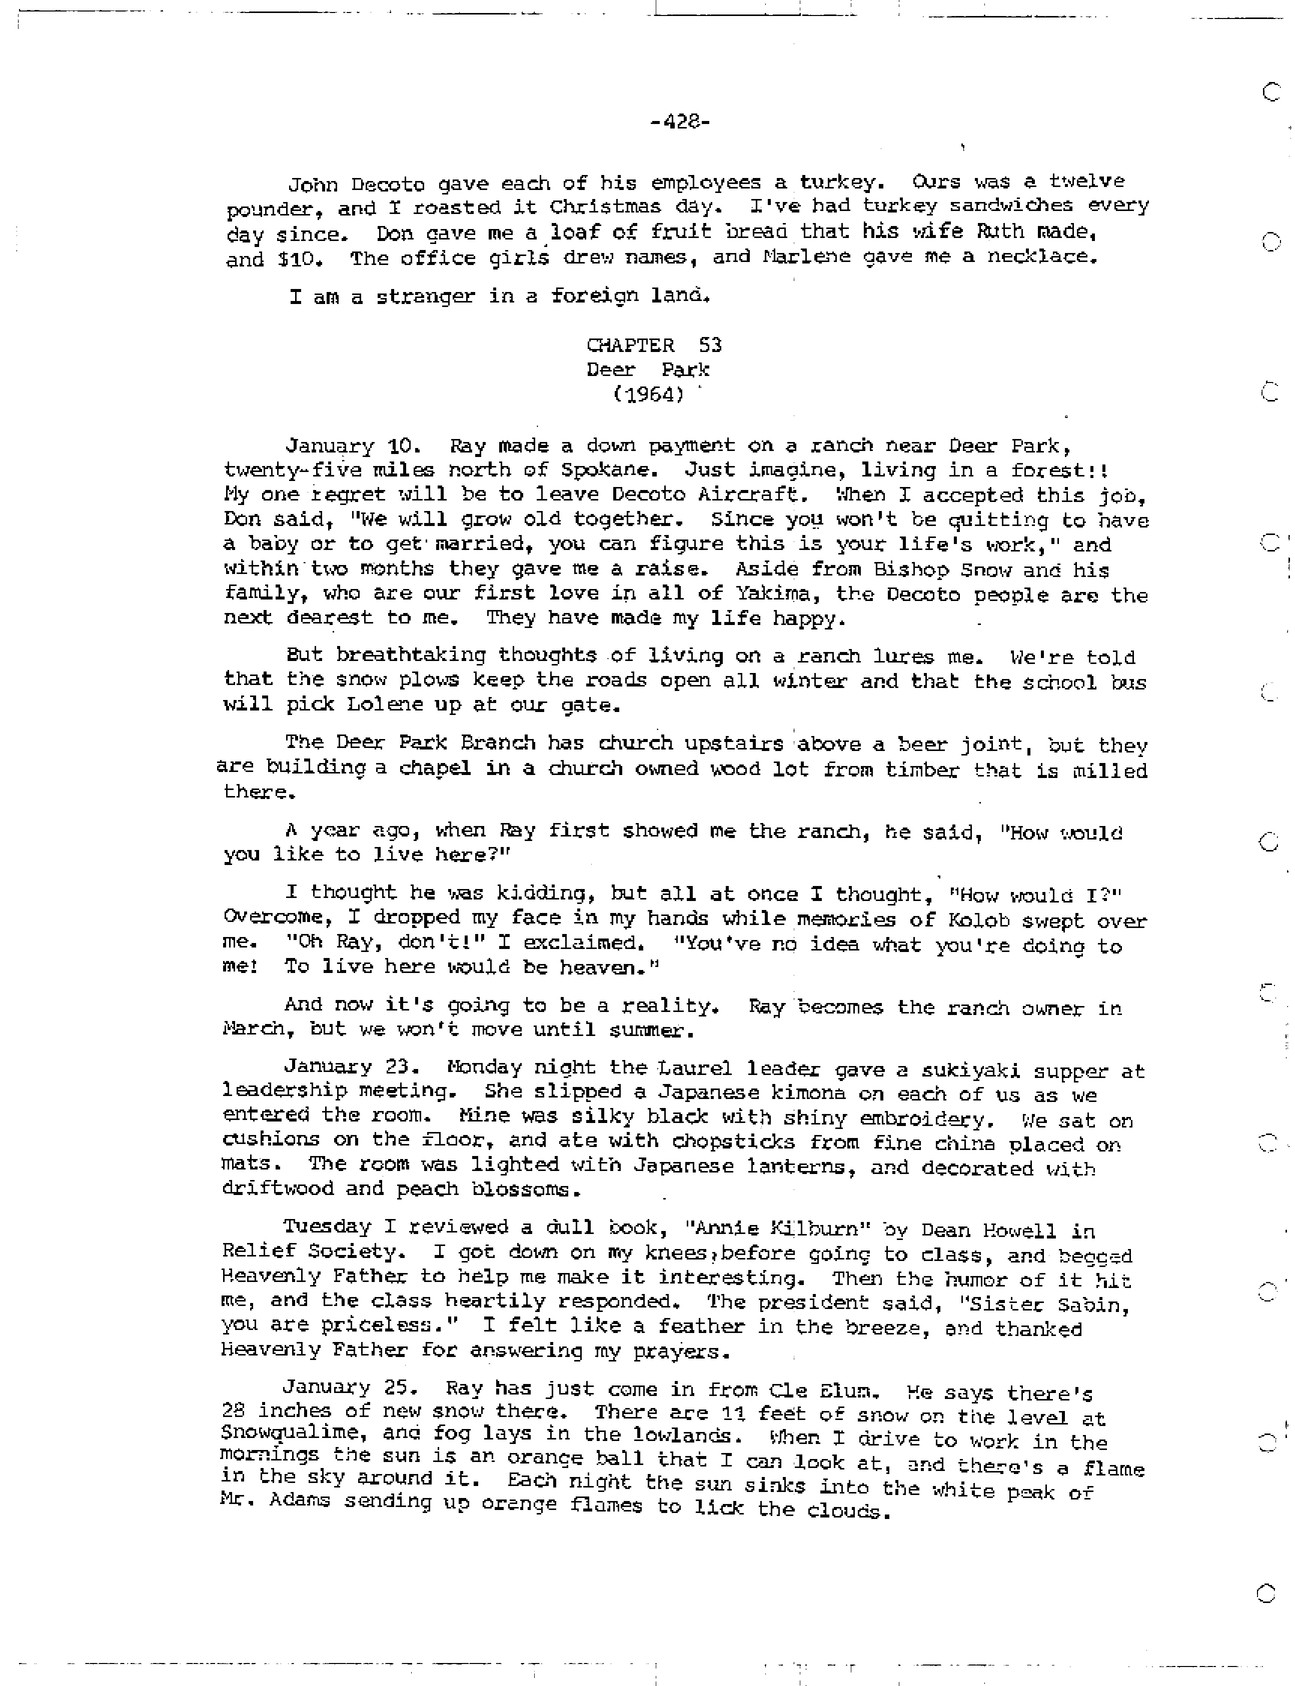 -428-
John Decoto gave each of his employees a turkey. Ours was a twelve
pounder, and I roasted it Christmas day. I've had turkey sandwiches every
day since. Don gave me a loaf of fruit bread that his wife Ruth made,
and $10. The office girls drew names, and Marlene gave me a necklace.
I am a stranger in a foreign land.
CHAPTER 53
Deer Park
(1964)
January 10. Ray made a down payment on a ranch near Deer Park,
twenty-five miles north of Spokane. Just imagine, living in a forest!!
My one regret will be to leave Decoto Aircraft. When I accepted this job,
Don said, "We will grow old together. Since you won't be quitting to have
a baby or to get married, you can figure this is your life's work," and
within two months they gave me a raise. Aside from Bishop Snow and his
family, who are our first love in all of Yakima, the Decoto people are the
next dearest to me. They have made my life happy.
But breathtaking thoughts of living on a ranch lures me. We're told
that the snow plows keep the roads open all winter and that the school bus
will pick Lolene up at our gate.
The Deer Park Branch has church upstairs above a beer joint, but they
are building a chapel in a church owned wood lot from timber that is milled
there.
A year ago, when Ray first showed me the ranch, he said, "How would
you like to live here?"
I thought he was kidding, but all at once I thought, "How would I?"
Overcome, I dropped my face in my hands while memories of Kolob swept over
me. "Oh Ray, don't!" I exclaimed. "You've no idea what you're doing to
me! To live here would be heaven."
And now it's going to be a reality. Ray becomes the ranch owner in
March, but we won't move until summer.
January 23. Monday night the Laurel leader gave a sukiyaki supper at
leadership meeting. She slipped a Japanese kimona on each of us as we
entered the room. Mine was silky black with shiny embroidery. We sat on
cushions on the floor, and ate with chopsticks from fine china placed on
mats. The room was lighted with Japanese lanterns, and decorated with
driftwood and peach blossoms.
Tuesday I reviewed a dull book, "Annie Kilburn" by Dean Howell in
Relief Society. I got down on my knees, before going to class, and begged
Heavenly Father to help me make it interesting. Then the humor of it hit
me, and the class heartily responded. The president said, "Sister Sabin,
you are priceless." I felt like a feather in the breeze, and thanked
Heavenly Father for answering my prayers.
January 25. Ray has just come in from Cle Elum. He says there's
28 inches of new snow there. There are 11 feet of snow on the level at
Snowqualime, and fog lays in the lowlands. When I drive to work in the
mornings the sun is an orange ball that I can look at, and there's a flame
in the sky around it. Each night the sun sinks into the white peak of
Mr. Adams sending up orange flames to lick the clouds.